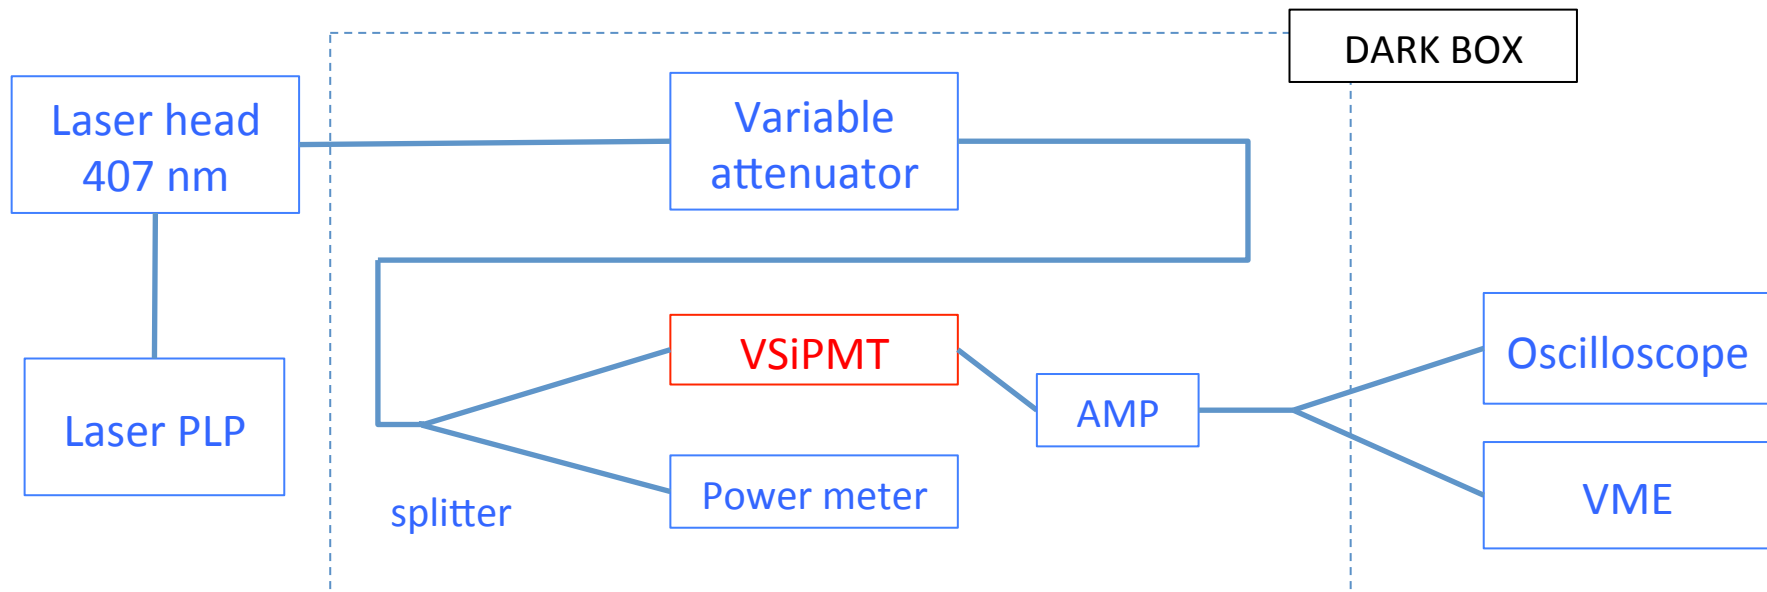 DARK BOX
Laser head
407 nm
Variable
attenuator
VSiPMT
Oscilloscope
AMP
Laser PLP
Power meter
splitter
VME